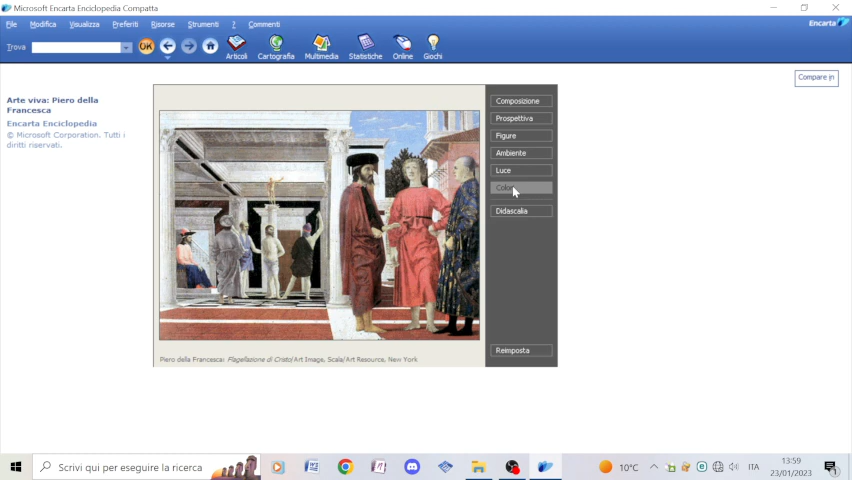 Microsoft Encarta Enciclopedia Compatta
File Modifica Visualizza Preferiti Risorse Strumenti ? Commenti
Encarta
Trova OK Articoli Cartografia Multimedia Statistiche Online Giochi
Compare in
Arte viva: Piero della
Francesca
Encarta Enciclopedia
© Microsoft Corporation. Tutti i
diritti riservati.
Composizione
Prospettiva
Figure
Ambiente
Luce
Didascalia
Reimposta
Piero della Francesca: Flagellazione di Cristo/Art Image, Scala/Art Resource, New York
Scrivi qui per eseguire la ricerca
10°C
ITA
13:59
23/01/2023
1